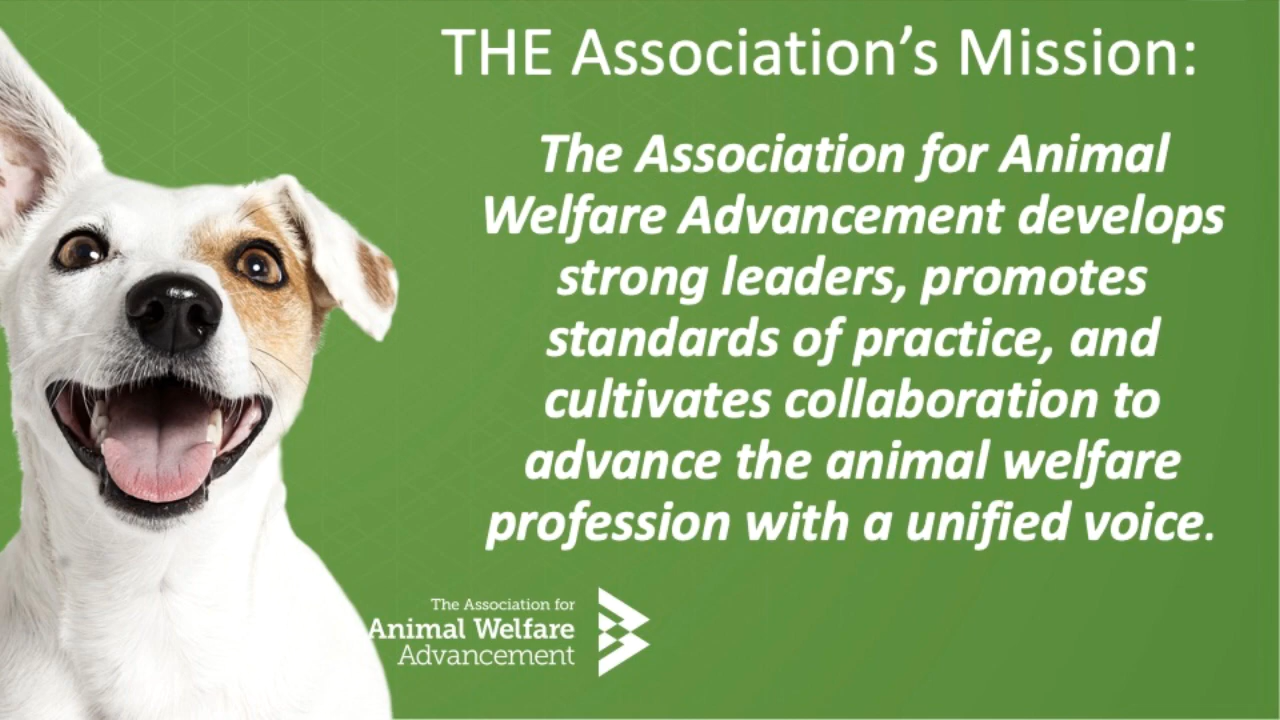 THE Association’s Mission:
The Association for Animal
Welfare Advancement develops
strong leaders, promotes
standards of practice, and
cultivates collaboration to
advance the animal welfare
profession with a unified voice.
The Association for
Animal Welfare
Advancement